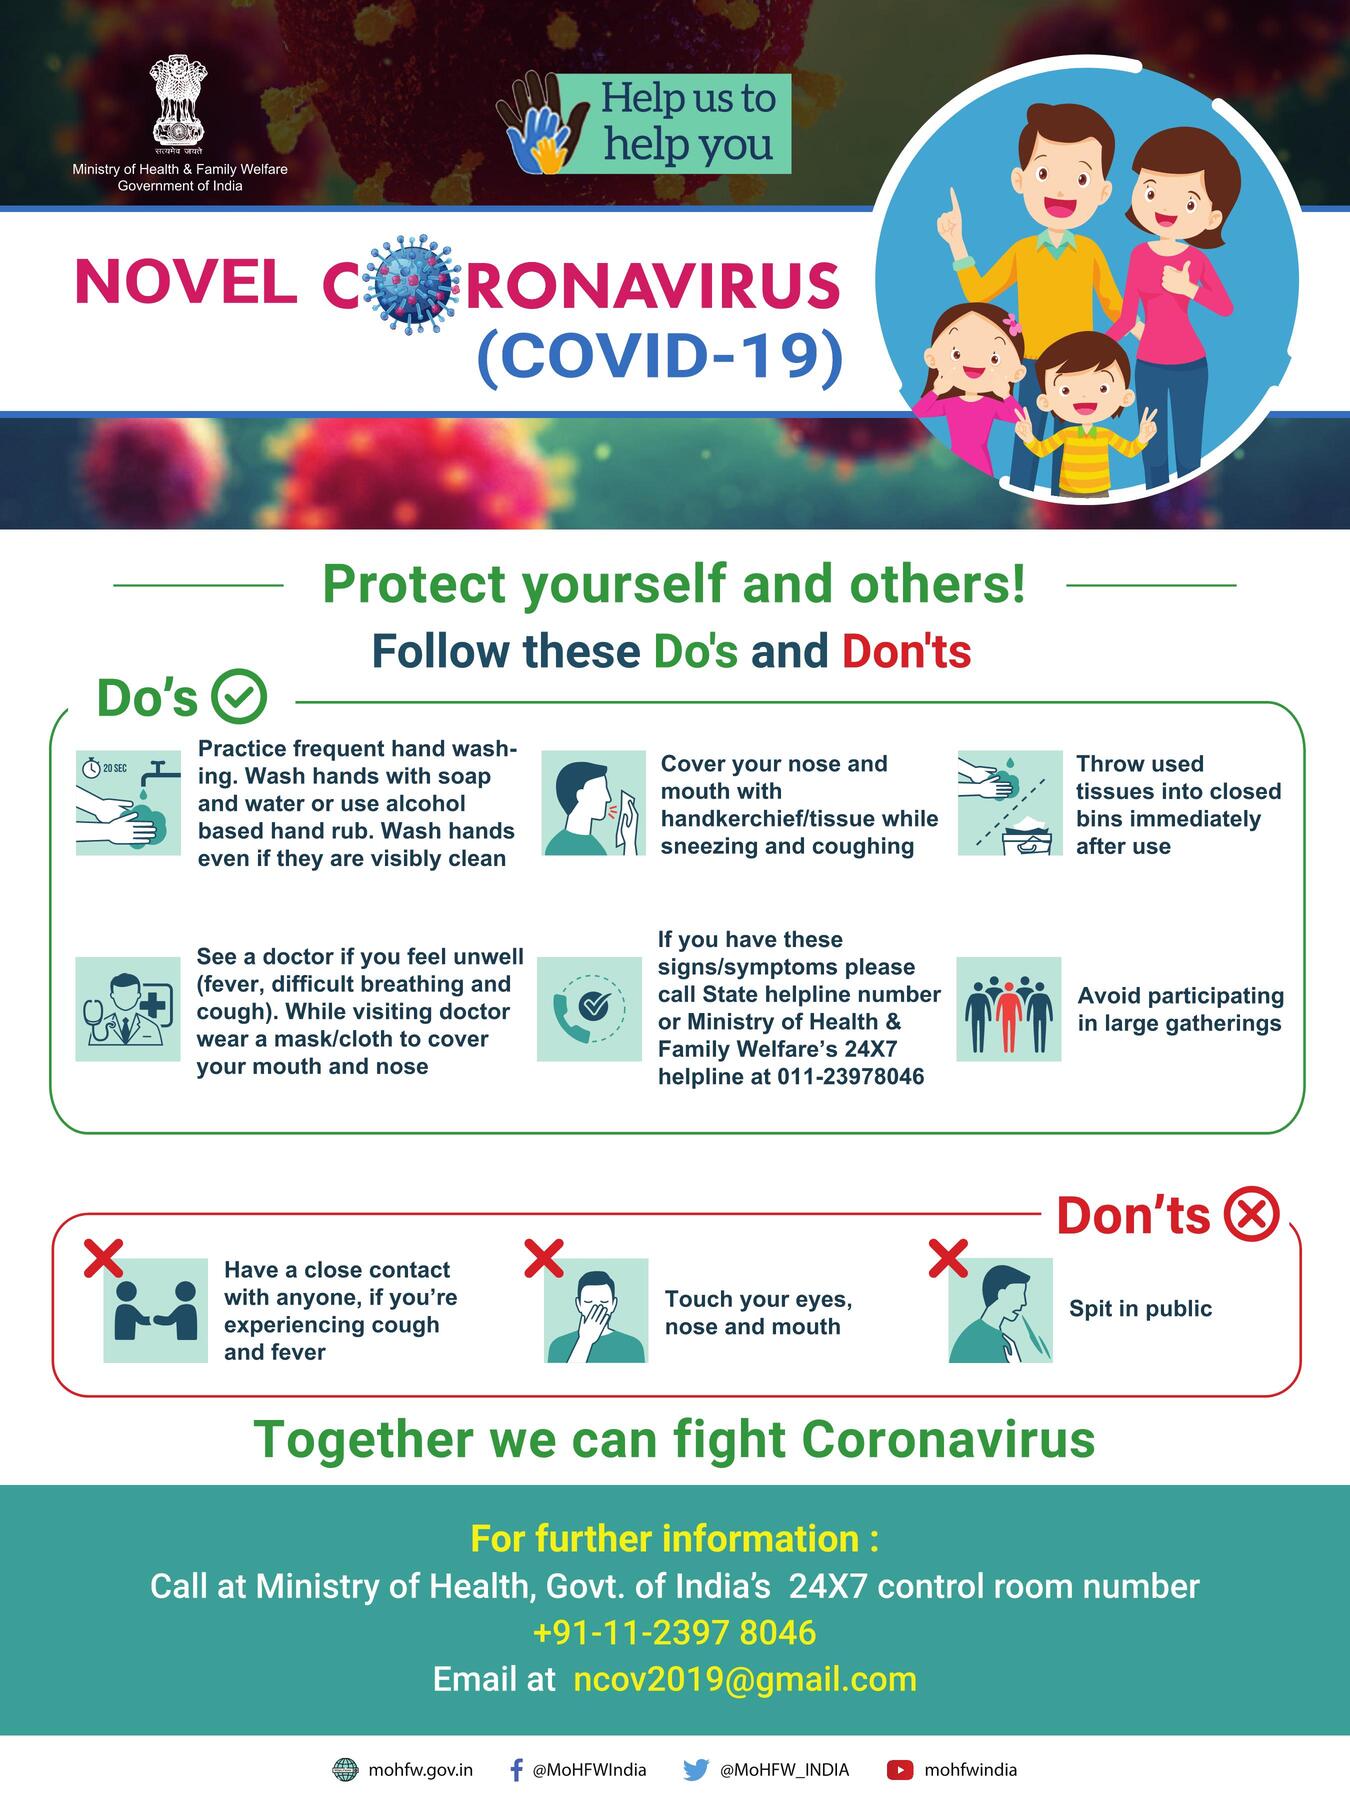 सत्यमेव जयते
Ministry of Health & Family Welfare
Government of India
Help us to
help you
NOVEL CORONAVIRUS
(COVID-19)
Protect yourself and others!
Follow these Do's and Don'ts
Do’s
20 SEC
Practice frequent hand wash-
ing. Wash hands with soap
and water or use alcohol
based hand rub. Wash hands
even if they are visibly clean
Cover your nose and
mouth with
handkerchief/tissue while
sneezing and coughing
Throw used
tissues into closed
bins immediately
after use
See a doctor if you feel unwell
(fever, difficult breathing and
cough). While visiting doctor
wear a mask/cloth to cover
your mouth and nose
If you have these
signs/symptoms please
call State helpline number
or Ministry of Health &
Family Welfare’s 24X7
helpline at 011-23978046
Avoid participating
in large gatherings
Don’ts
Have a close contact
with anyone, if you’re
experiencing cough
and fever
Touch your eyes,
nose and mouth
Spit in public
Together we can fight Coronavirus
For further information :
Call at Ministry of Health, Govt. of India’s 24X7 control room number
+91-11-2397 8046
Email at ncov2019@gmail.com
mohfw.gov.in @MoHFWIndia @MoHFW_INDIA mohfwindia